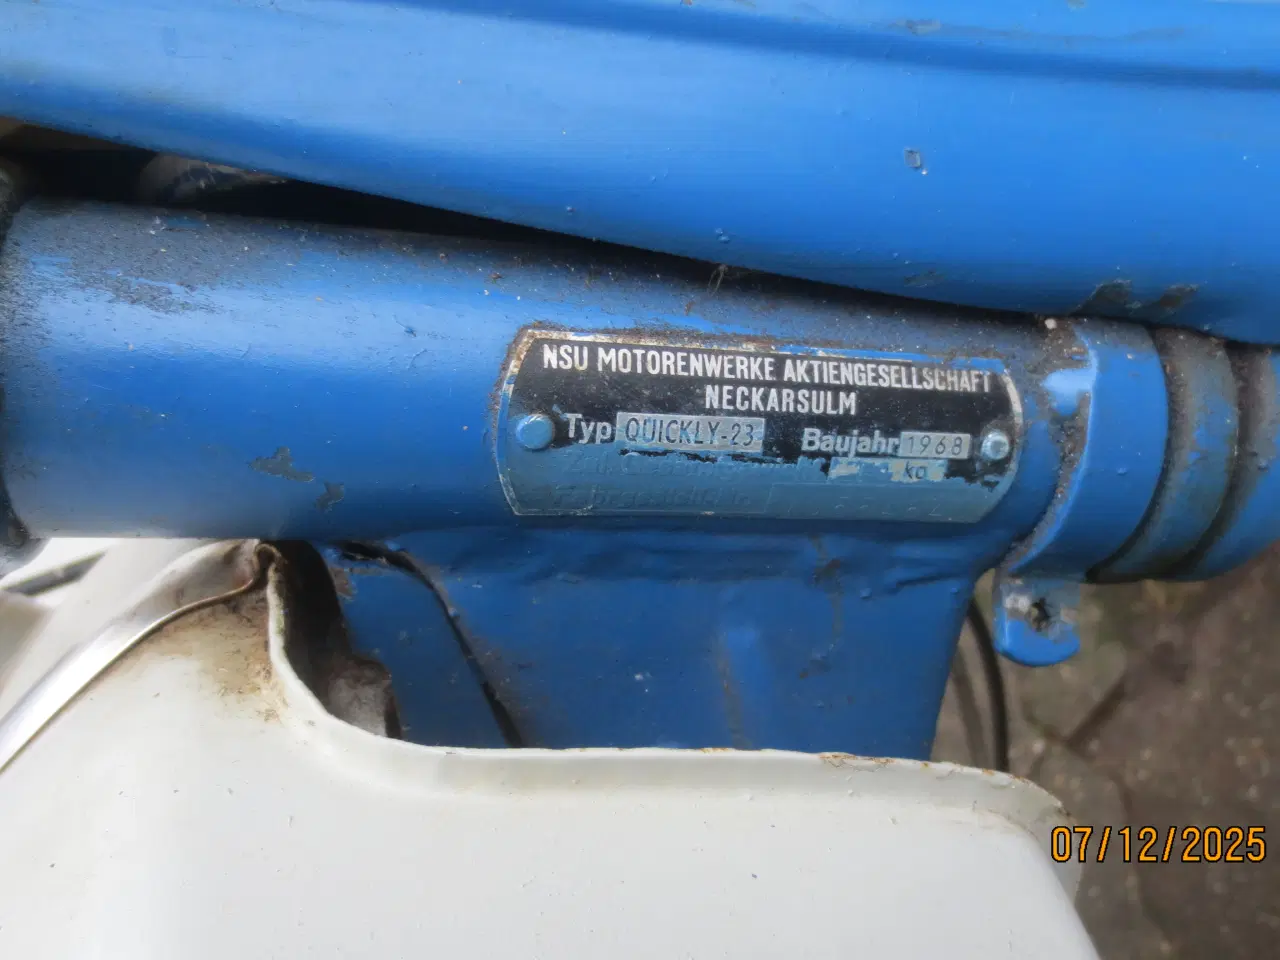 NSU MOTORENWERKE AKTIENGESELLSCHAFT
NECKARSULM
Typ QUICKLY-23 Baujahr 1968
kg
07/12/2025